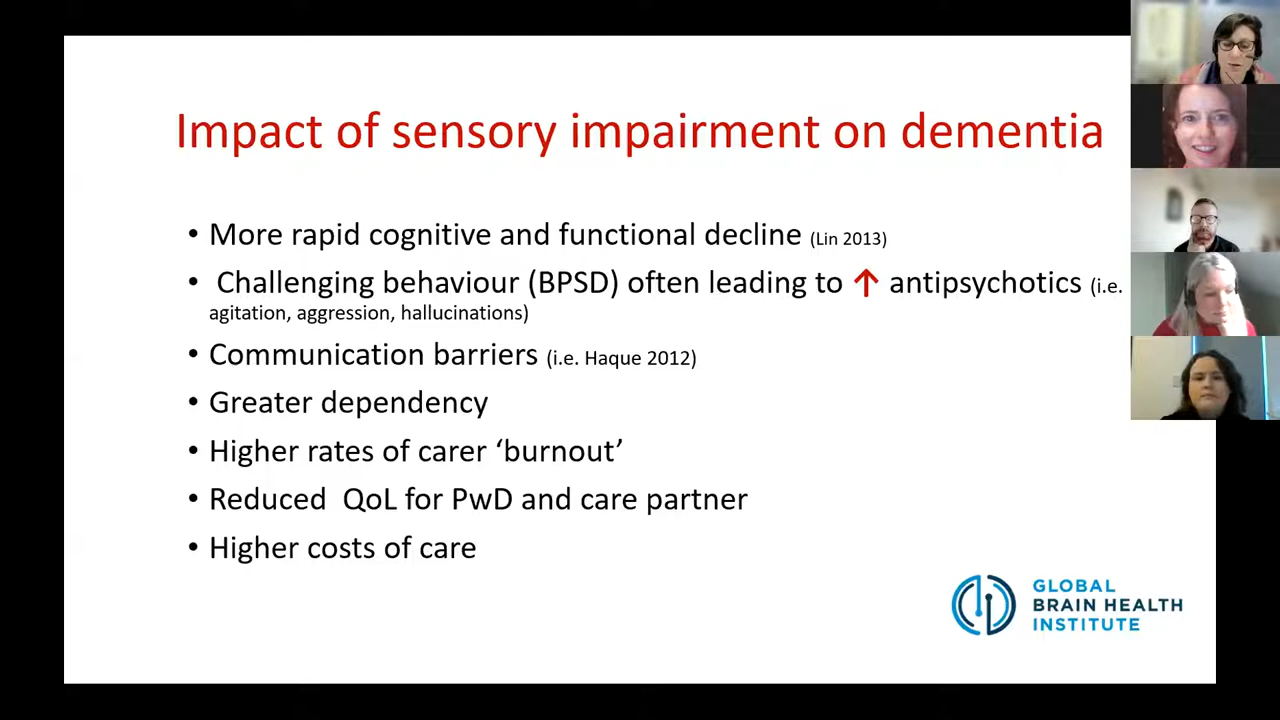 Impact of sensory impairment on dementia
• More rapid cognitive and functional decline (Lin 2013)
• Challenging behaviour (BPSD) often leading to ↑ antipsychotics (i.e.
agitation, aggression, hallucinations)
• Communication barriers (i.e. Haque 2012)
• Greater dependency
• Higher rates of carer ‘burnout’
• Reduced  QoL for PwD and care partner
• Higher costs of care
GLOBAL
BRAIN HEALTH
INSTITUTE